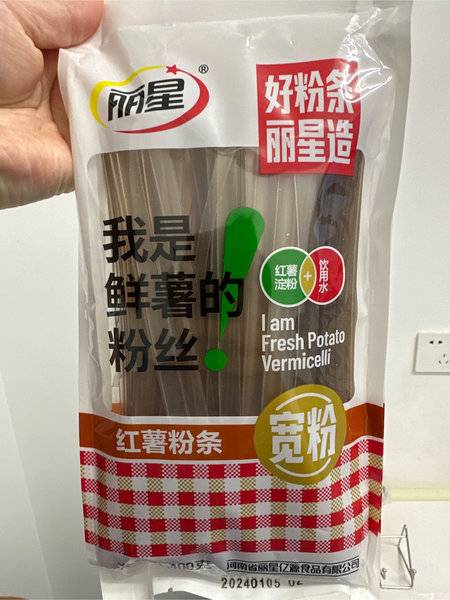 丽星®
好粉条
丽星造
我是
鲜薯的
粉丝！
红薯
淀粉
+
饮用
水
I am
Fresh Potato
Vermicelli
红薯粉条
宽粉
河南省丽星亿源食品有限公司
20240105 02